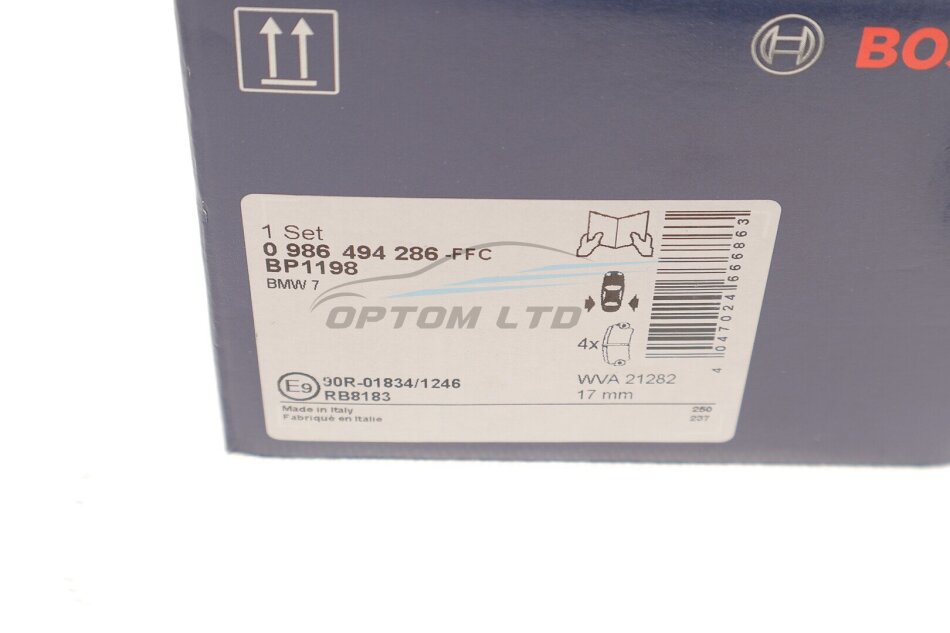 BOS
1 Set
0 986 494 286 -FFC
BP1198
BMW 7
OPTOM LTD
4x
4 047024 666863
E9
90R-01834/1246
RB8183
WVA 21282
17 mm
Made in Italy
Fabriqué en Italie
250
237